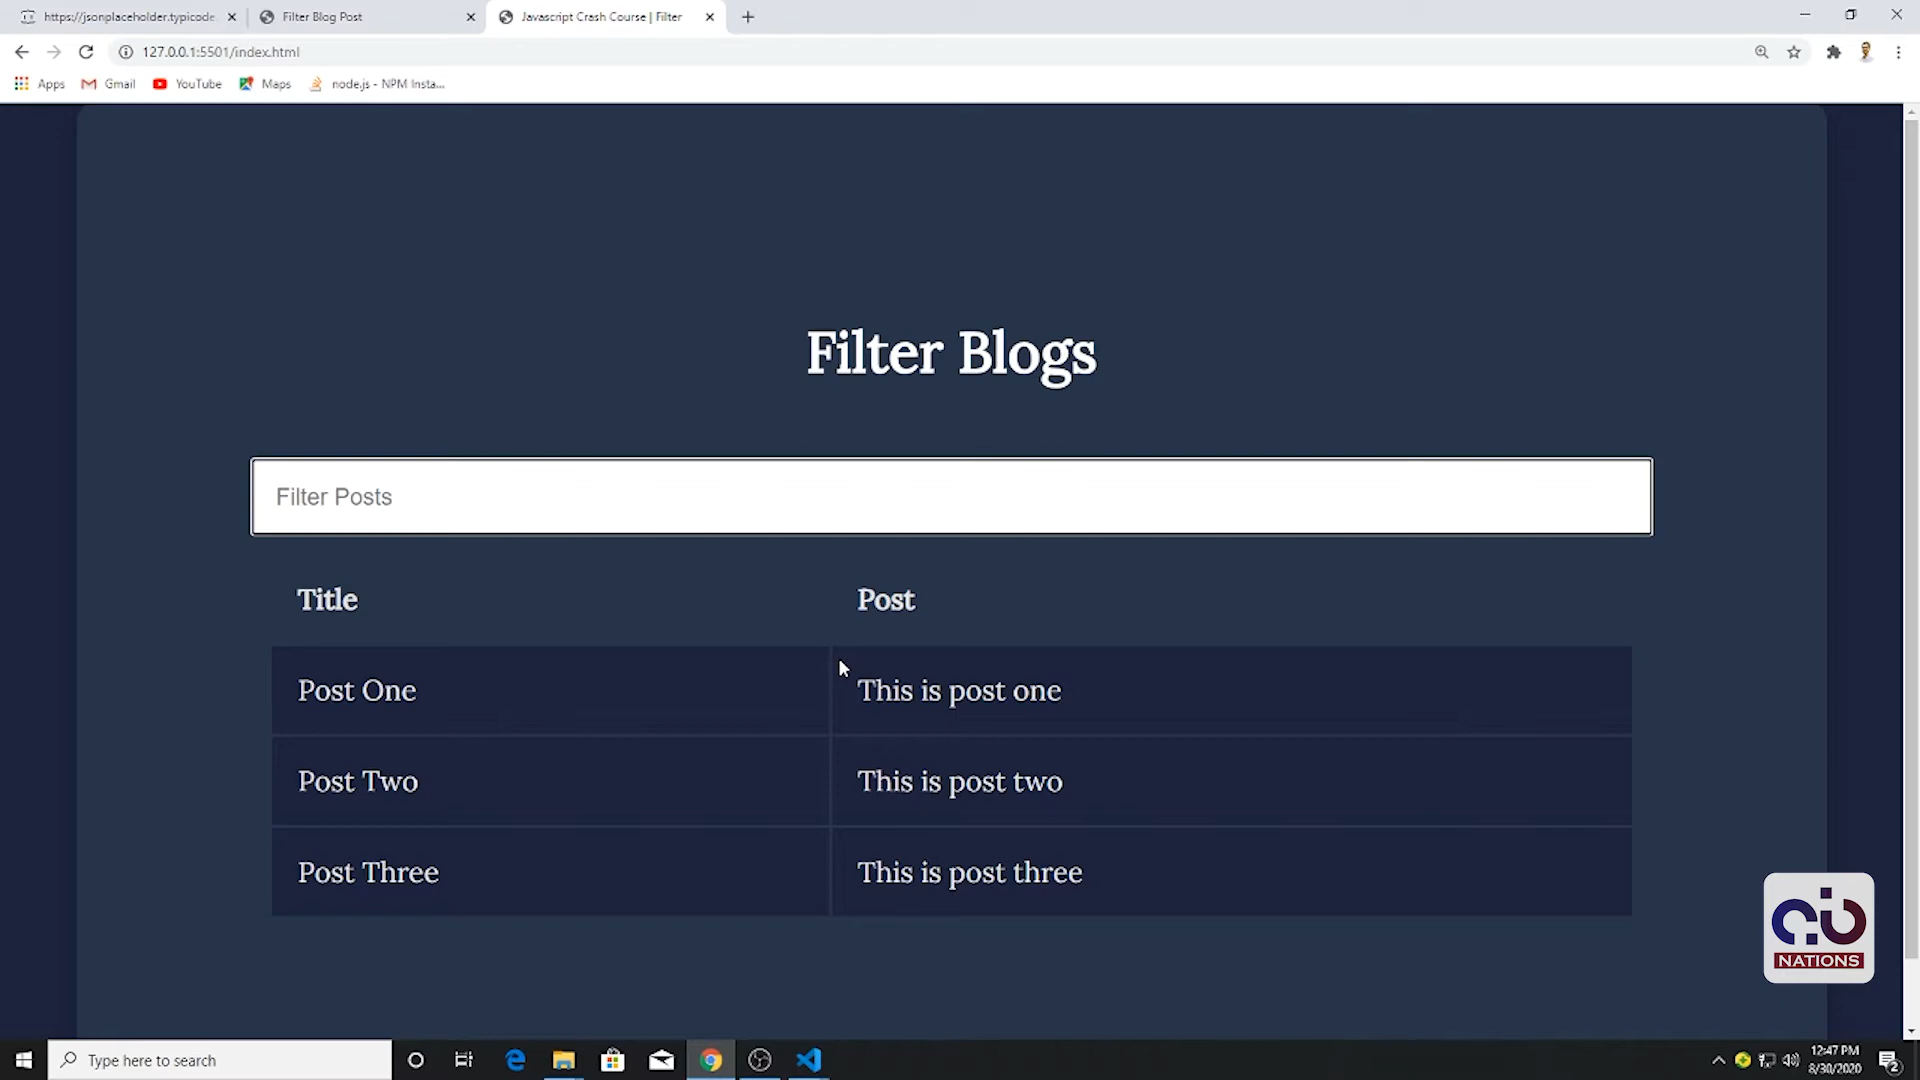 https://jsonplaceholder.typicode.
Filter Blog Post
Javascript Crash Course | Filter
127.0.0.1:5501/index.html
Apps
Gmail
YouTube
Maps
node.js - NPM Insta...
Filter Blogs
Filter Posts
Title Post
Post One This is post one
Post Two This is post two
Post Three This is post three
NATIONS
Type here to search
12:47 PM
8/30/2020
2